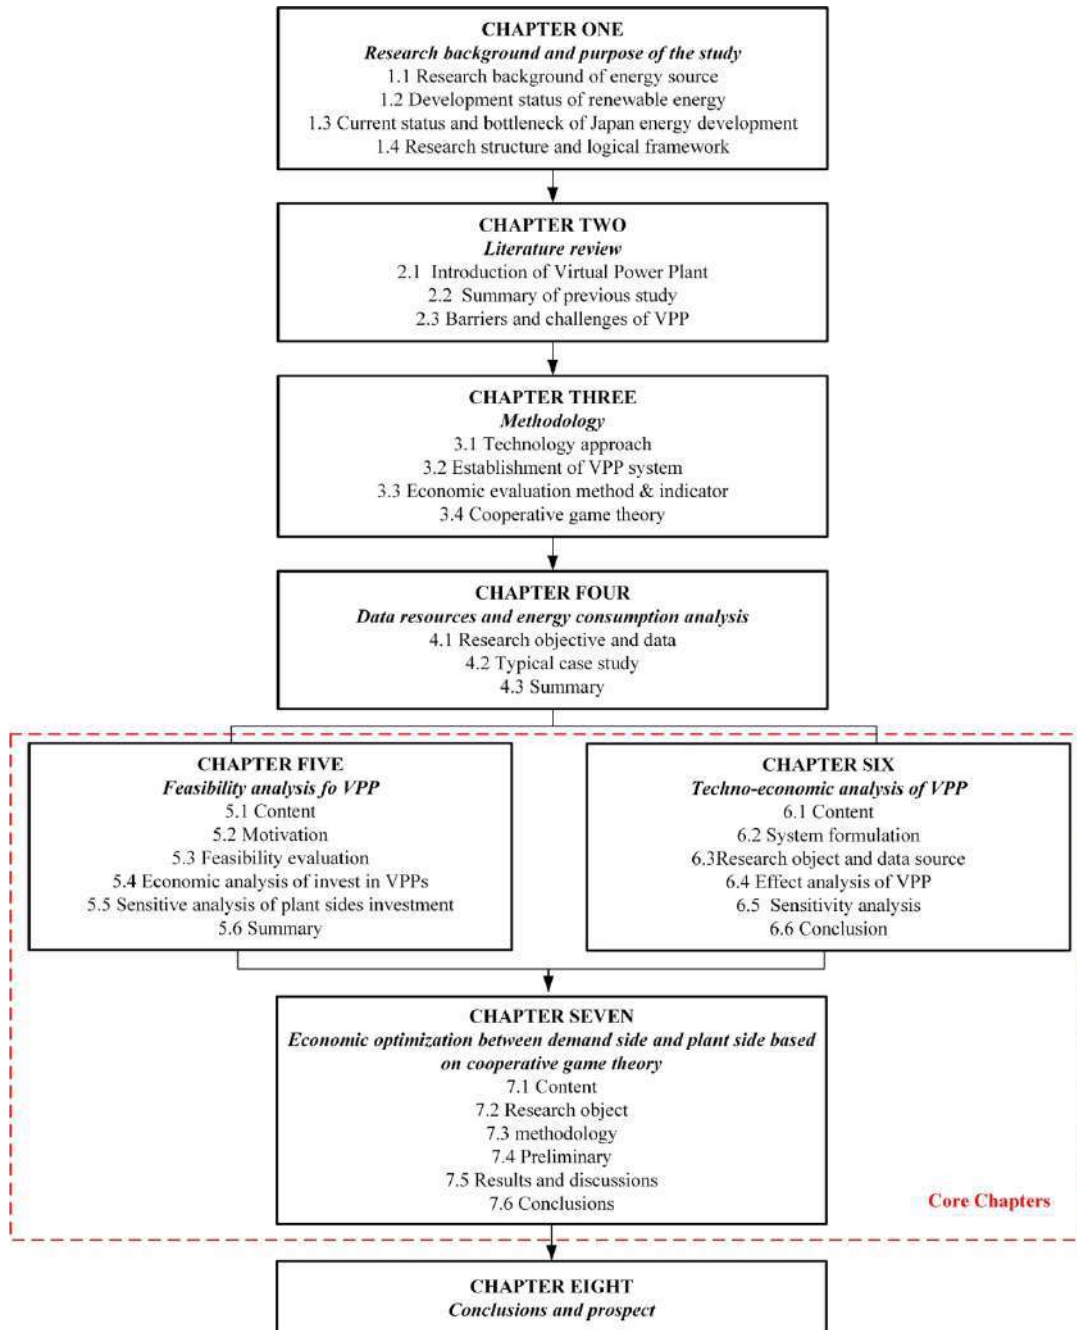 CHAPTER ONE
Research background and purpose of the study
1.1 Research background of energy source
1.2 Development status of renewable energy
1.3 Current status and bottleneck of Japan energy development
1.4 Research structure and logical framework
CHAPTER TWO
Literature review
2.1 Introduction of Virtual Power Plant
2.2 Summary of previous study
2.3 Barriers and challenges of VPP
CHAPTER THREE
Methodology
3.1 Technology approach
3.2 Establishment of VPP system
3.3 Economic evaluation method & indicator
3.4 Cooperative game theory
CHAPTER FOUR
Data resources and energy consumption analysis
4.1 Research objective and data
4.2 Typical case study
4.3 Summary
CHAPTER FIVE
Feasibility analysis fo VPP
5.1 Content
5.2 Motivation
5.3 Feasibility evaluation
5.4 Economic analysis of invest in VPPs
5.5 Sensitive analysis of plant sides investment
5.6 Summary
CHAPTER SIX
Techno-economic analysis of VPP
6.1 Content
6.2 System formulation
6.3Research object and data source
6.4 Effect analysis of VPP
6.5 Sensitivity analysis
6.6 Conclusion
CHAPTER SEVEN
Economic optimization between demand side and plant side based
on cooperative game theory
7.1 Content
7.2 Research object
7.3 methodology
7.4 Preliminary
7.5 Results and discussions
7.6 Conclusions
Core Chapters
CHAPTER EIGHT
Conclusions and prospect